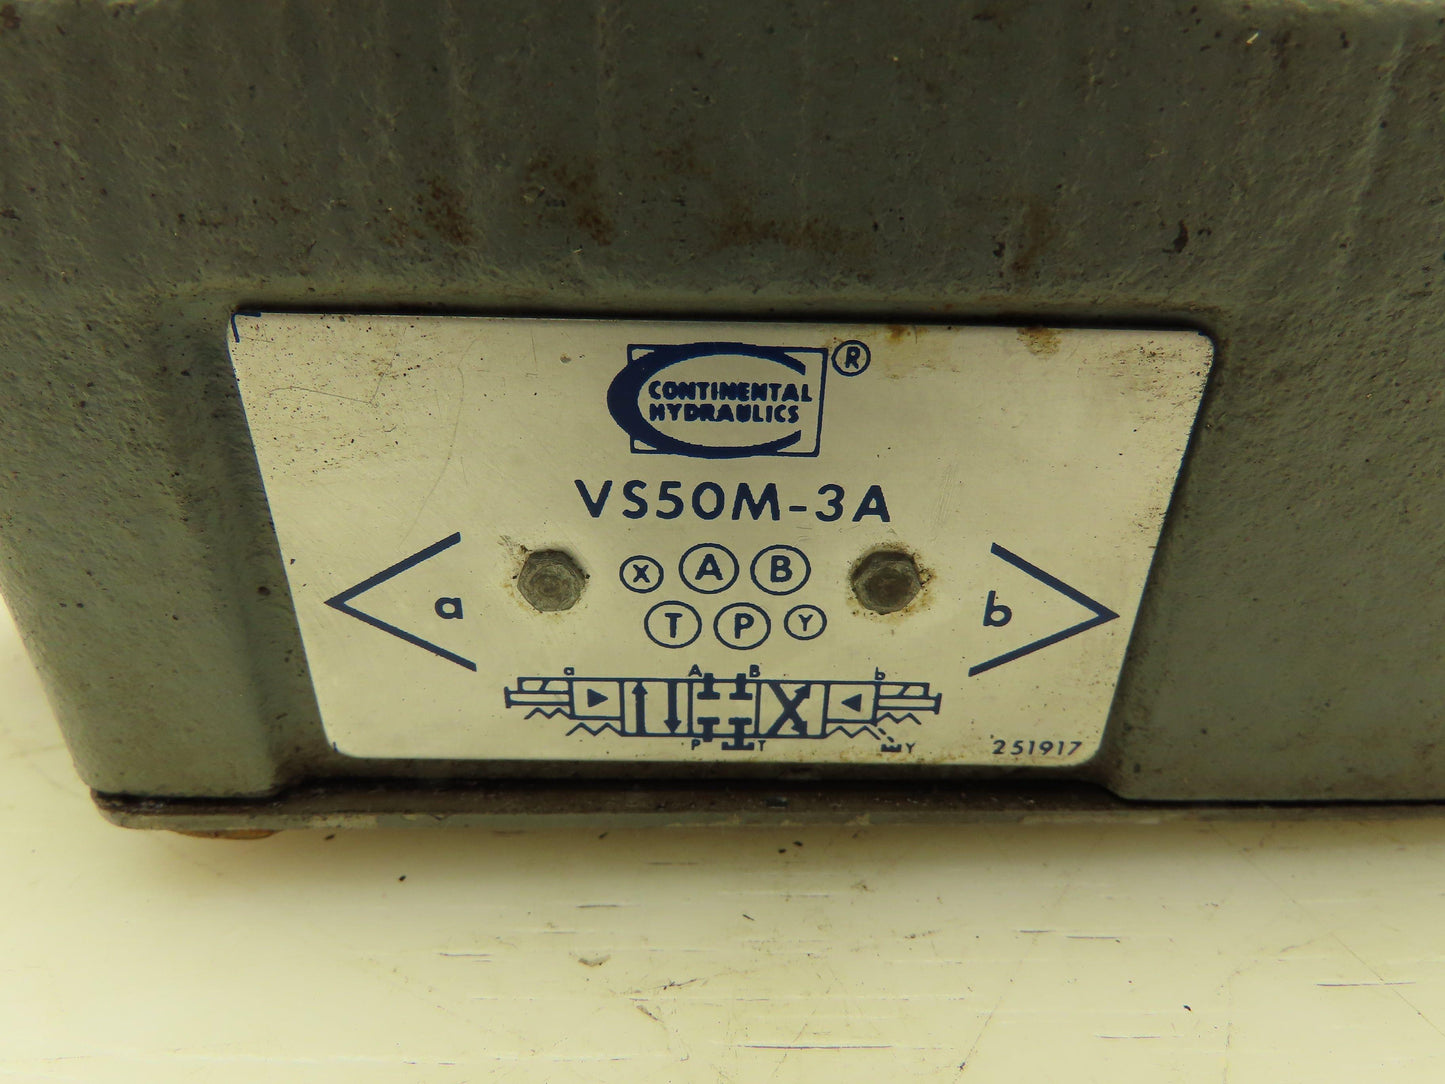 CONTINENTAL ®
HYDRAULICS
VS50M-3A
X A B
a b
T P Y
a A B b
P T Y
251917